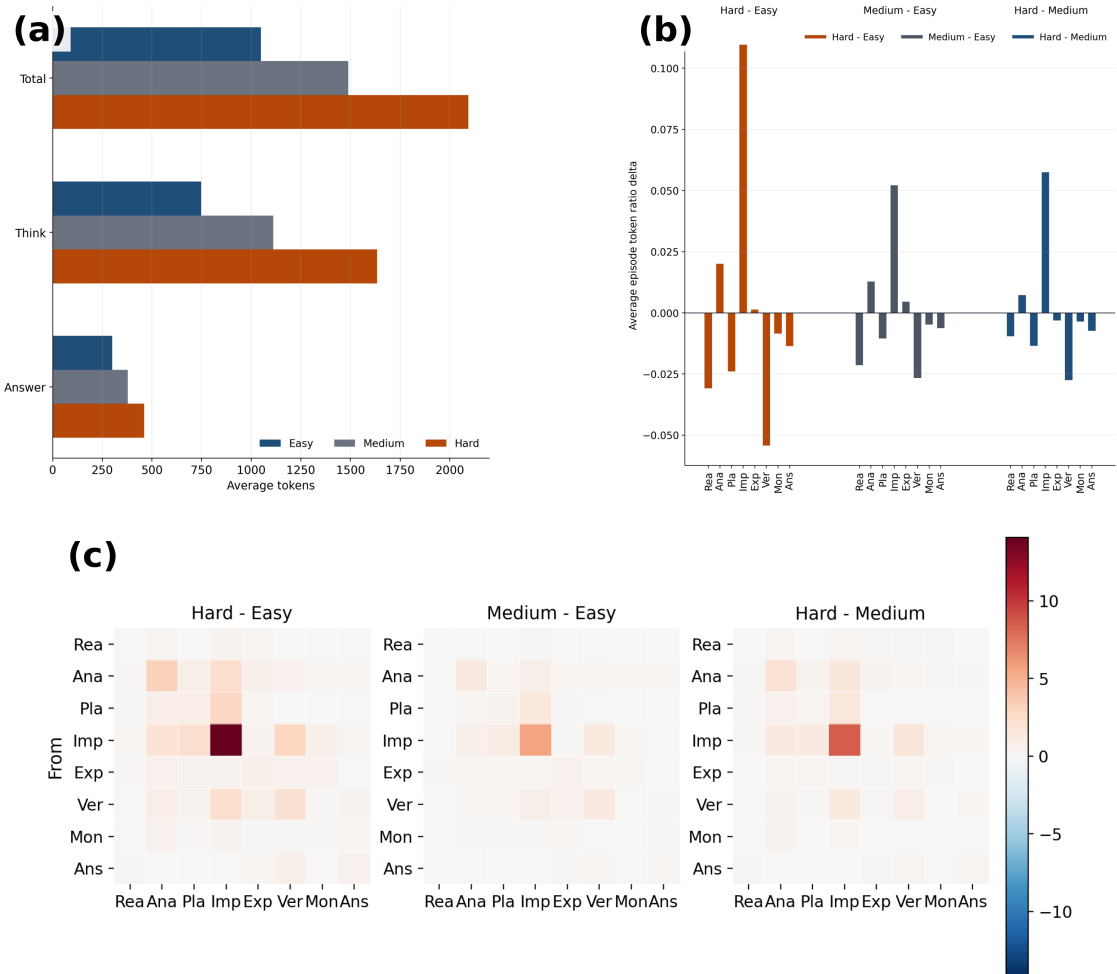 (a)
Total
Think
Answer
Easy Medium Hard
0 250 500 750 1000 1250 1500 1750 2000
Average tokens
(b)
Hard - Easy Medium - Easy Hard - Medium
Hard - Easy Medium - Easy Hard - Medium
Average episode token ratio delta
0.100
0.075
0.050
0.025
0.000
−0.025
−0.050
Rea Ana Pla Imp Exp Ver Mon Ans Rea Ana Pla Imp Exp Ver Mon Ans Rea Ana Pla Imp Exp Ver Mon Ans
(c)
Hard - Easy
From
Rea
Ana
Pla
Imp
Exp
Ver
Mon
Ans
Rea Ana Pla Imp Exp Ver Mon Ans
Medium - Easy
Rea
Ana
Pla
Imp
Exp
Ver
Mon
Ans
Rea Ana Pla Imp Exp Ver Mon Ans
Hard - Medium
Rea
Ana
Pla
Imp
Exp
Ver
Mon
Ans
Rea Ana Pla Imp Exp Ver Mon Ans
10
5
0
−5
−10